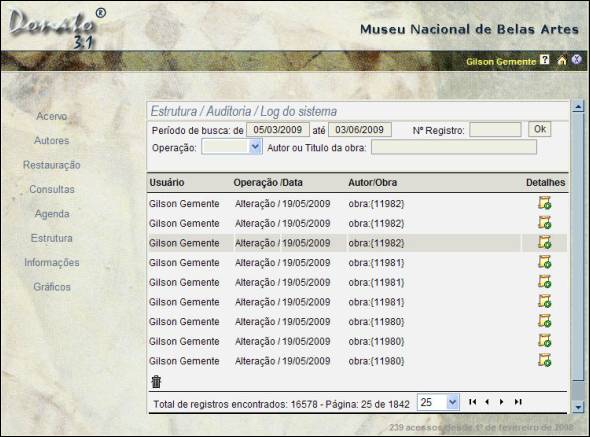 Donato ®
3.1
Museu Nacional de Belas Artes
Gilson Gemente ?
Acervo
Autores
Restauração
Consultas
Agenda
Estrutura
Informações
Gráficos
Estrutura / Auditoria / Log do sistema
Período de busca: de 05/03/2009 até 03/06/2009 Nº Registro: Ok
Operação: Autor ou Titulo da obra:
Usuário Operação /Data Autor/Obra Detalhes
Gilson Gemente Alteração / 19/05/2009 obra:{11982}
Gilson Gemente Alteração / 19/05/2009 obra:{11982}
Gilson Gemente Alteração / 19/05/2009 obra:{11982}
Gilson Gemente Alteração / 19/05/2009 obra:{11981}
Gilson Gemente Alteração / 19/05/2009 obra:{11981}
Gilson Gemente Alteração / 19/05/2009 obra:{11981}
Gilson Gemente Alteração / 19/05/2009 obra:{11980}
Gilson Gemente Alteração / 19/05/2009 obra:{11980}
Gilson Gemente Alteração / 19/05/2009 obra:{11980}
Total de registros encontrados: 16578 - Página: 25 de 1842 25
239 acessos desde 1º de fevereiro de 2008